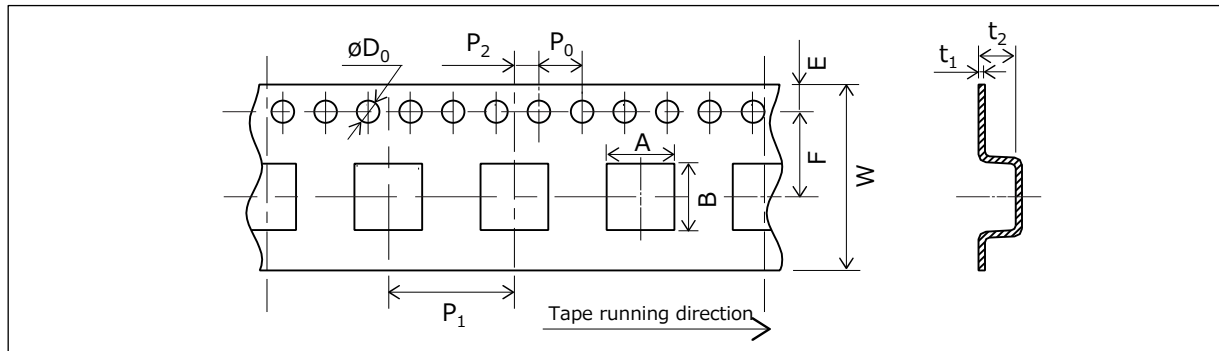 øD₀
P₂
P₀
E
t₂
t₁
A
F
W
B
P₁
Tape running direction